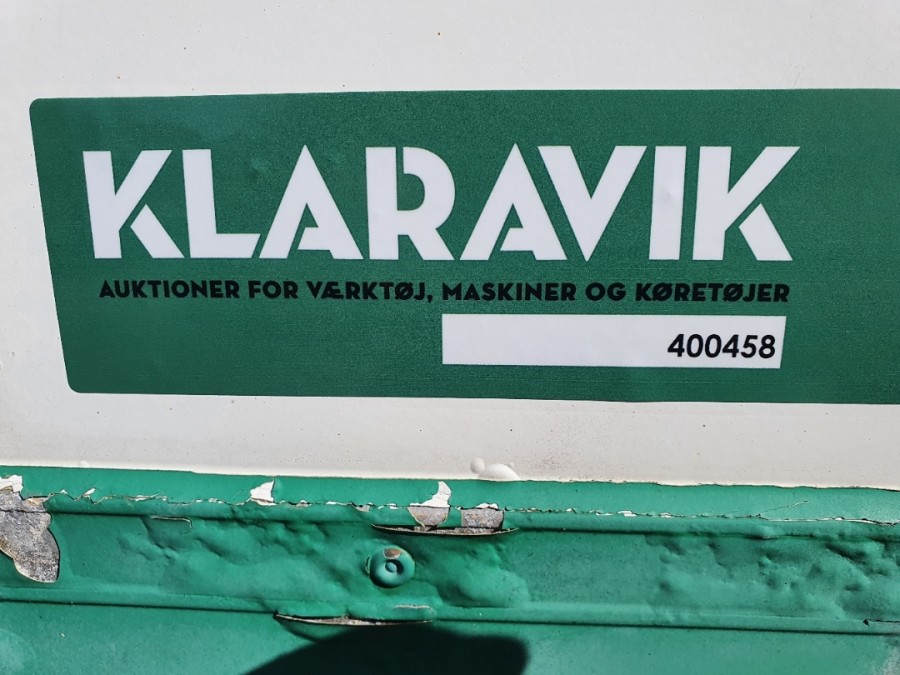 KLARAVIK
AUKTIONER FOR VÆRKTØJ, MASKINER OG KØRETØJER
400458